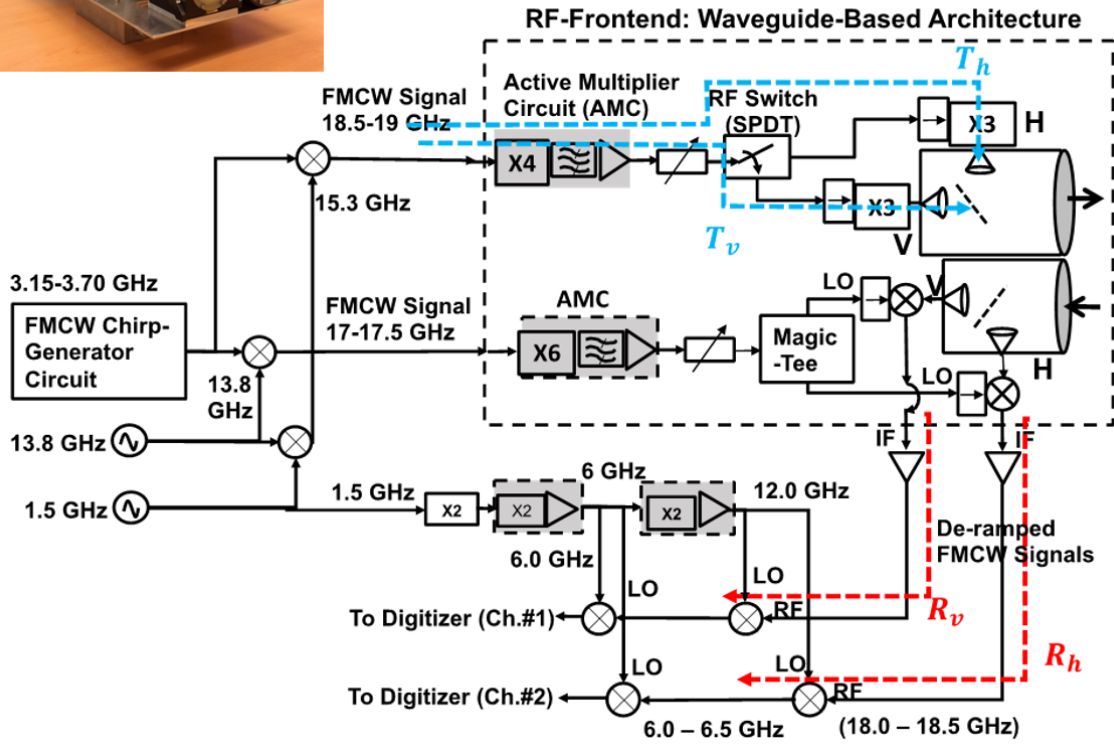 RF-Frontend: Waveguide-Based Architecture
T_h
Active Multiplier
Circuit (AMC)
FMCW Signal
18.5-19 GHz
RF Switch
(SPDT)
X3
H
X4
15.3 GHz
X3
T_v
V
3.15-3.70 GHz
FMCW Chirp-
Generator
Circuit
FMCW Signal
17-17.5 GHz
AMC
X6
LO
V
Magic
-Tee
H
13.8
GHz
LO
13.8 GHz
IF
IF
1.5 GHz
1.5 GHz
X2
X2
6 GHz
X2
12.0 GHz
6.0 GHz
De-ramped
FMCW Signals
LO
LO
To Digitizer (Ch.#1)
RF
R_v
LO
LO
R_h
To Digitizer (Ch.#2)
RF
6.0 – 6.5 GHz
(18.0 – 18.5 GHz)